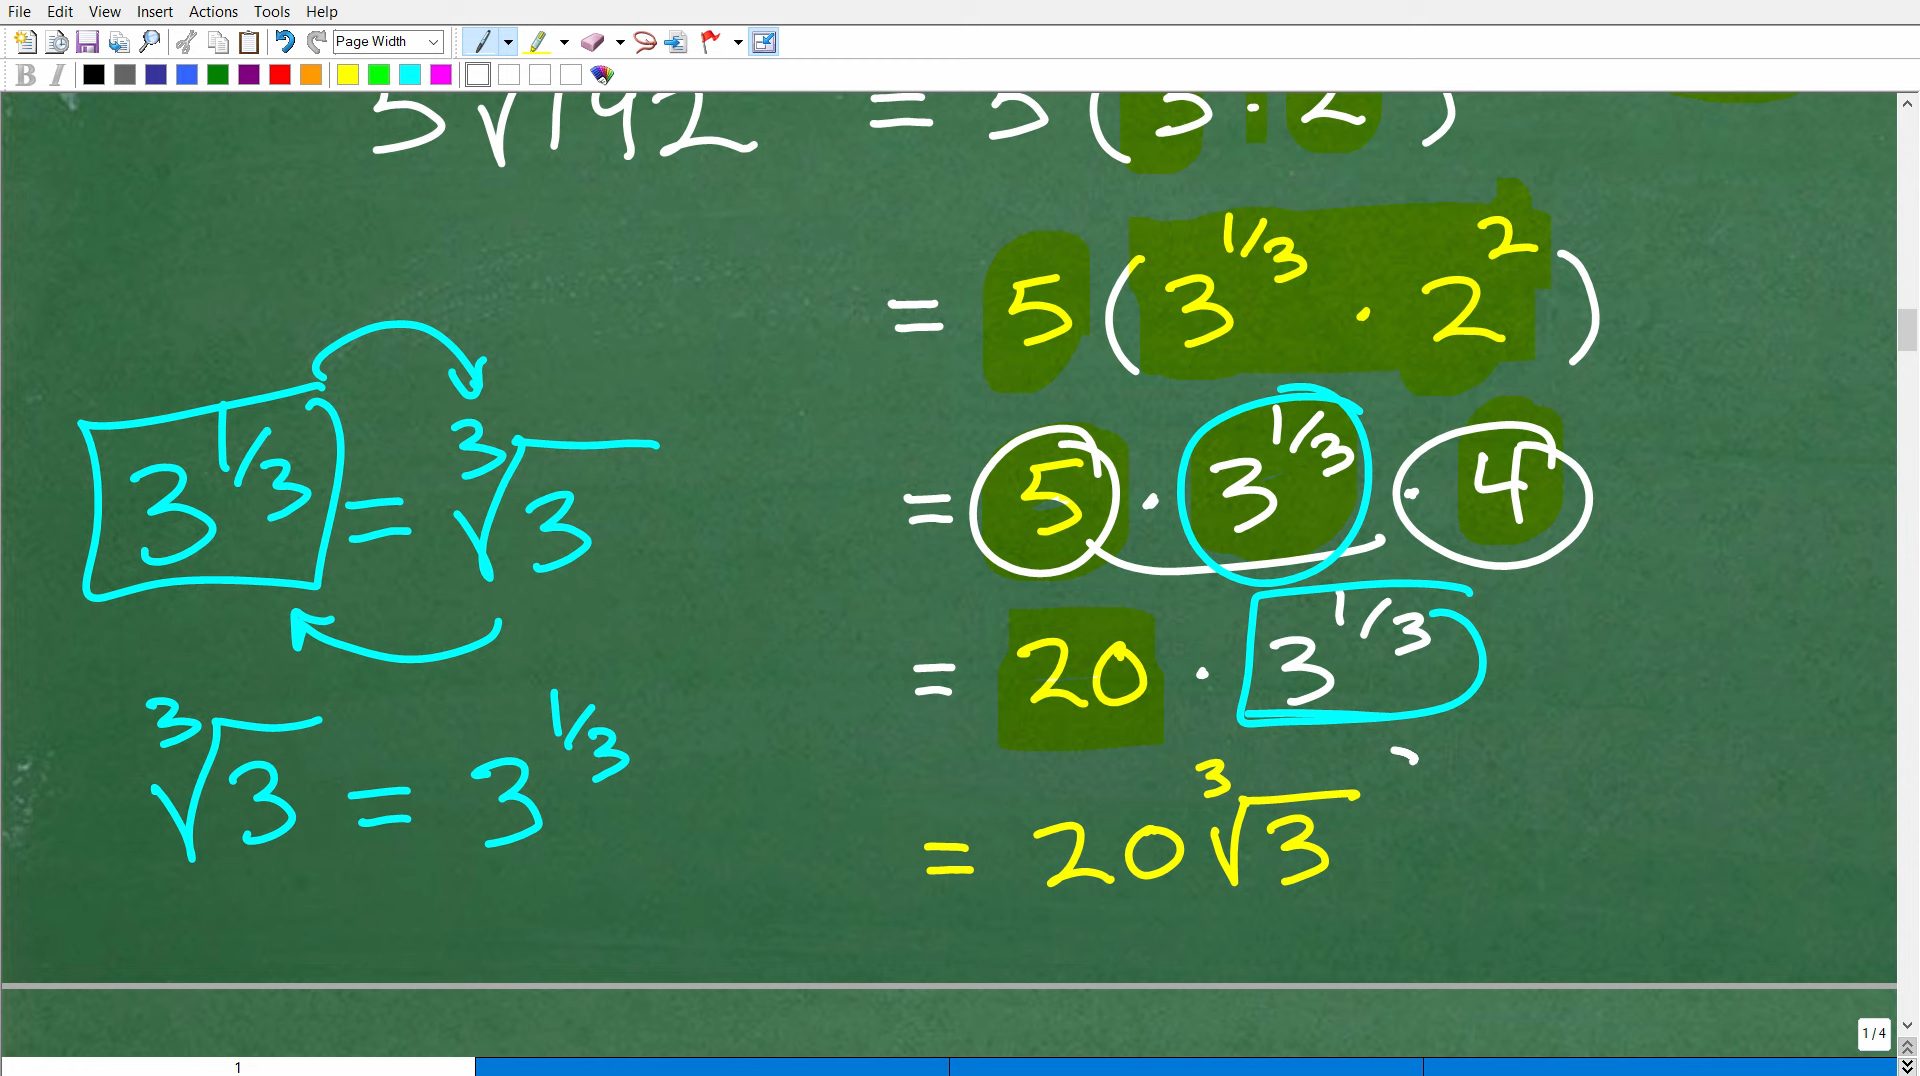 File Edit View Insert Actions Tools Help
Page Width
B I
5√192 = 5(3 · 2 )
= 5(3^1/3 · 2^2)
= 5 · 3^1/3 · 4
3^1/3 = ∛3
= 20 · 3^1/3
∛3 = 3^1/3
= 20∛3
1 / 4
1